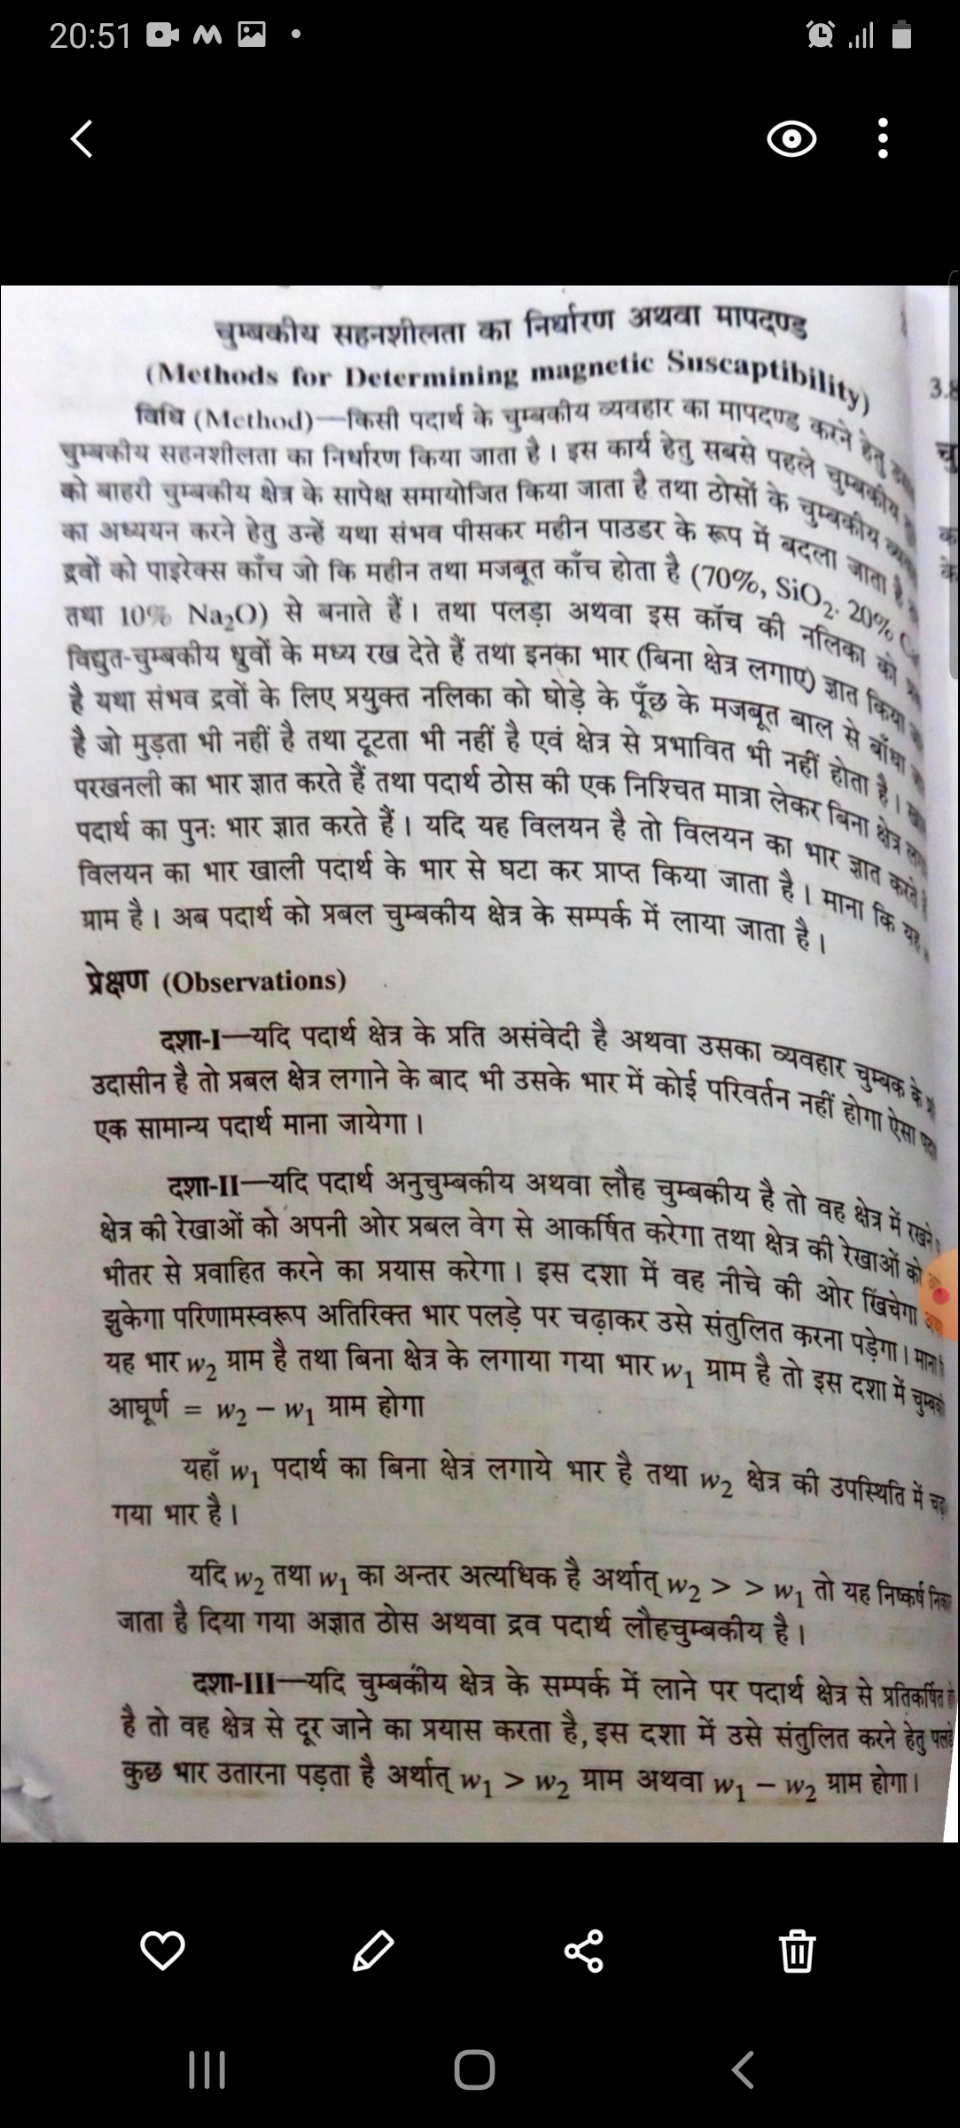 20:51
चुम्बकीय सहनशीलता का निर्धारण अथवा मापदण्ड
(Methods for Determining magnetic Suscaptibility)
3.8
विधि (Method)—किसी पदार्थ के चुम्बकीय व्यवहार का मापदण्ड करने हेतु
चुम्बकीय सहनशीलता का निर्धारण किया जाता है। इस कार्य हेतु सबसे पहले चुम्बकीय
को बाहरी चुम्बकीय क्षेत्र के सापेक्ष समायोजित किया जाता है तथा ठोसों के चुम्बकीय
का अध्ययन करने हेतु उन्हें यथा संभव पीसकर महीन पाउडर के रूप में बदला जाता है
द्रवों को पाइरेक्स काँच जो कि महीन तथा मजबूत काँच होता है (70%, SiO₂. 20%
तथा 10% Na₂O) से बनाते हैं। तथा पलड़ा अथवा इस काँच की नलिका को
विद्युत-चुम्बकीय ध्रुवों के मध्य रख देते हैं तथा इनका भार (बिना क्षेत्र लगाए) ज्ञात किया
है यथा संभव द्रवों के लिए प्रयुक्त नलिका को घोड़े के पूँछ के मजबूत बाल से बाँधा
है जो मुड़ता भी नहीं है तथा टूटता भी नहीं है एवं क्षेत्र से प्रभावित भी नहीं होता है।
परखनली का भार ज्ञात करते हैं तथा पदार्थ ठोस की एक निश्चित मात्रा लेकर बिना क्षेत्र
पदार्थ का पुनः भार ज्ञात करते हैं। यदि यह विलयन है तो विलयन का भार ज्ञात करते
विलयन का भार खाली पदार्थ के भार से घटा कर प्राप्त किया जाता है। माना कि यह
ग्राम है। अब पदार्थ को प्रबल चुम्बकीय क्षेत्र के सम्पर्क में लाया जाता है।
प्रेक्षण (Observations)
दशा-I—यदि पदार्थ क्षेत्र के प्रति असंवेदी है अथवा उसका व्यवहार चुम्बक के
उदासीन है तो प्रबल क्षेत्र लगाने के बाद भी उसके भार में कोई परिवर्तन नहीं होगा ऐसा
एक सामान्य पदार्थ माना जायेगा।
दशा-II—यदि पदार्थ अनुचुम्बकीय अथवा लौह चुम्बकीय है तो वह क्षेत्र में रखने
क्षेत्र की रेखाओं को अपनी ओर प्रबल वेग से आकर्षित करेगा तथा क्षेत्र की रेखाओं को
भीतर से प्रवाहित करने का प्रयास करेगा। इस दशा में वह नीचे की ओर खिंचेगा
झुकेगा परिणामस्वरूप अतिरिक्त भार पलड़े पर चढ़ाकर उसे संतुलित करना पड़ेगा। माना
यह भार w₂ ग्राम है तथा बिना क्षेत्र के लगाया गया भार w₁ ग्राम है तो इस दशा में
आघूर्ण = w₂ − w₁ ग्राम होगा
यहाँ w₁ पदार्थ का बिना क्षेत्र लगाये भार है तथा w₂ क्षेत्र की उपस्थिति में
गया भार है।
यदि w₂ तथा w₁ का अन्तर अत्यधिक है अर्थात् w₂ > > w₁ तो यह निष्कर्ष
जाता है दिया गया अज्ञात ठोस अथवा द्रव पदार्थ लौहचुम्बकीय है।
दशा-III—यदि चुम्बकीय क्षेत्र के सम्पर्क में लाने पर पदार्थ क्षेत्र से प्रतिकर्षित
है तो वह क्षेत्र से दूर जाने का प्रयास करता है, इस दशा में उसे संतुलित करने हेतु
कुछ भार उतारना पड़ता है अर्थात् w₁ > w₂ ग्राम अथवा w₁ − w₂ ग्राम होगा।